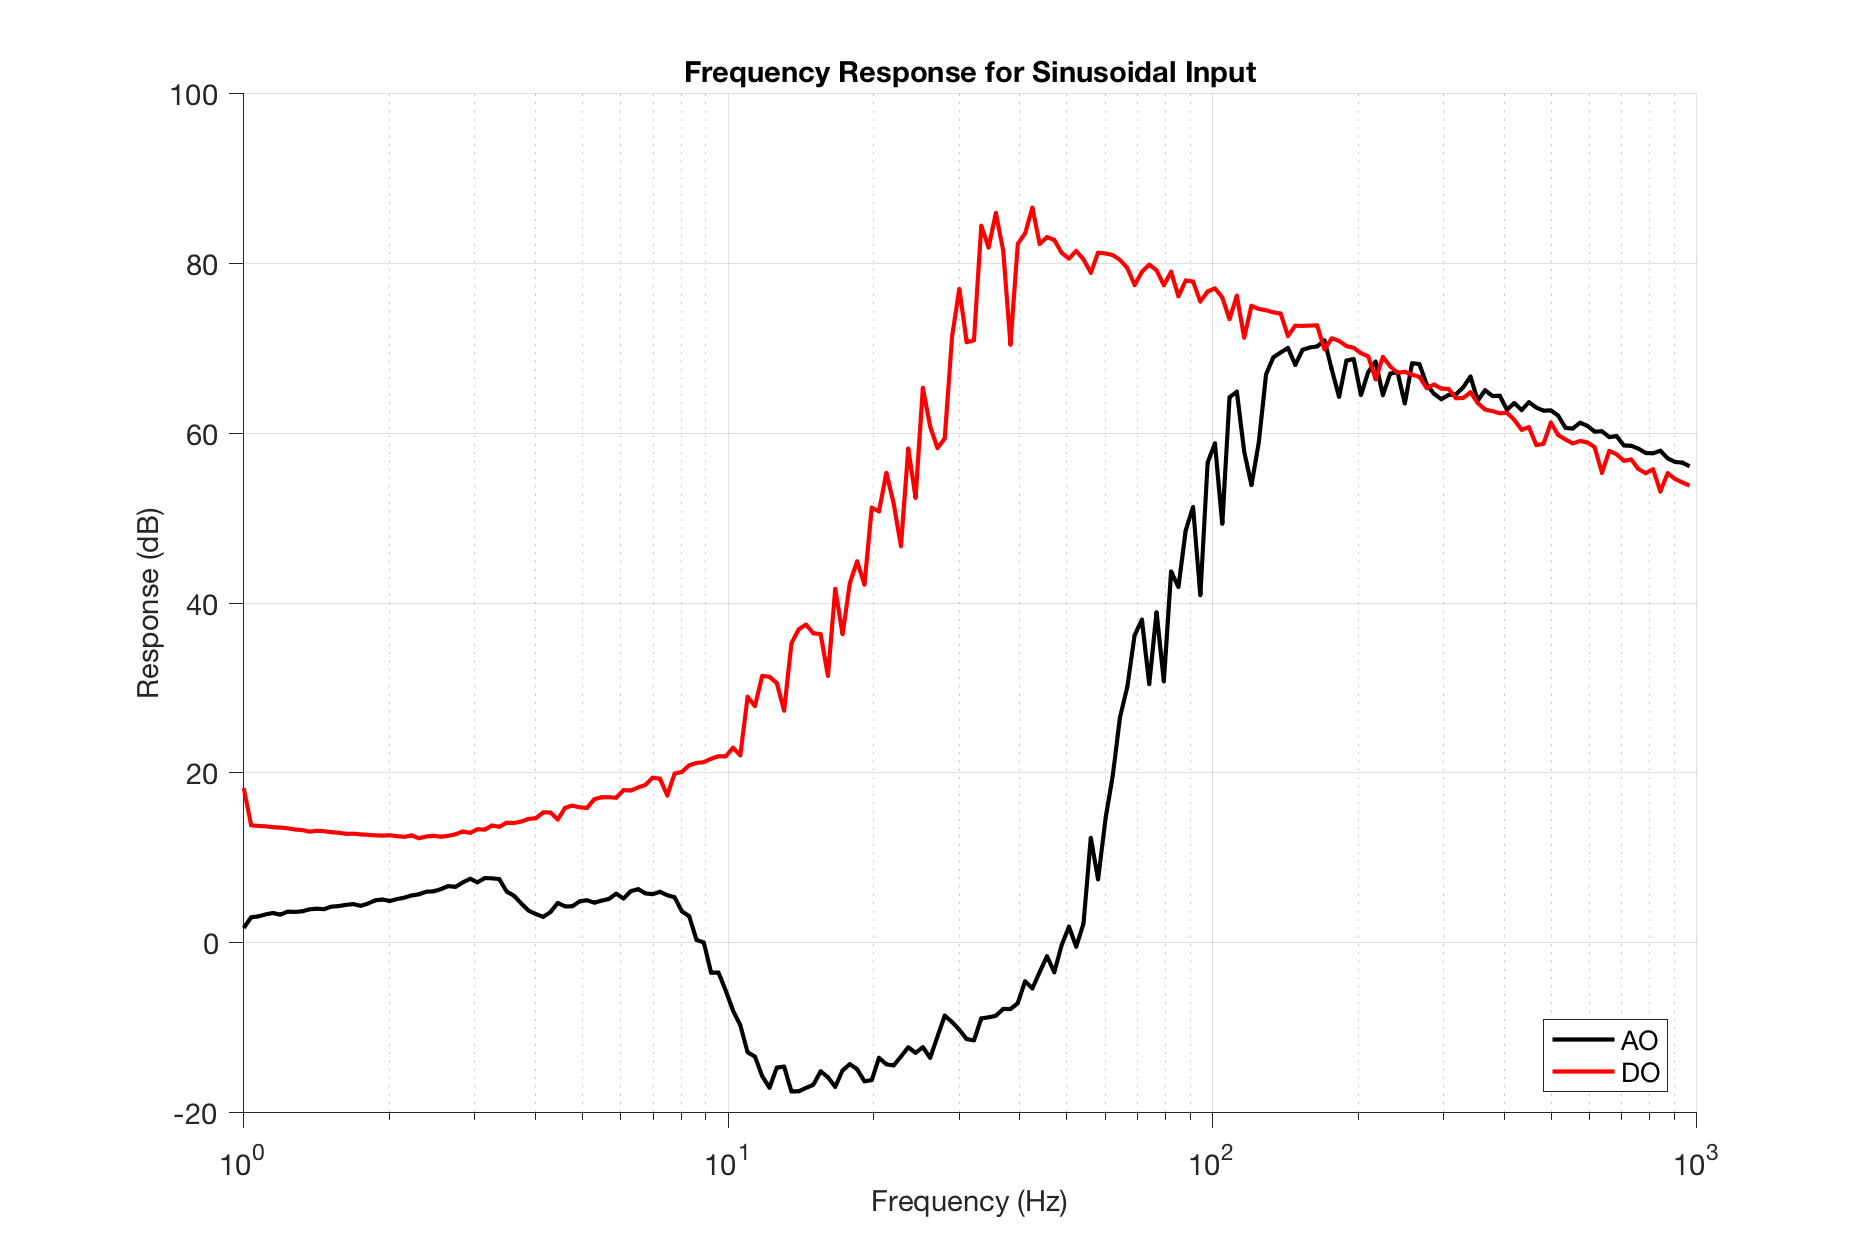 Frequency Response for Sinusoidal Input
100
80
60
40
20
0
-20
Response (dB)
10^0 10^1 10^2 10^3
Frequency (Hz)
AO
DO